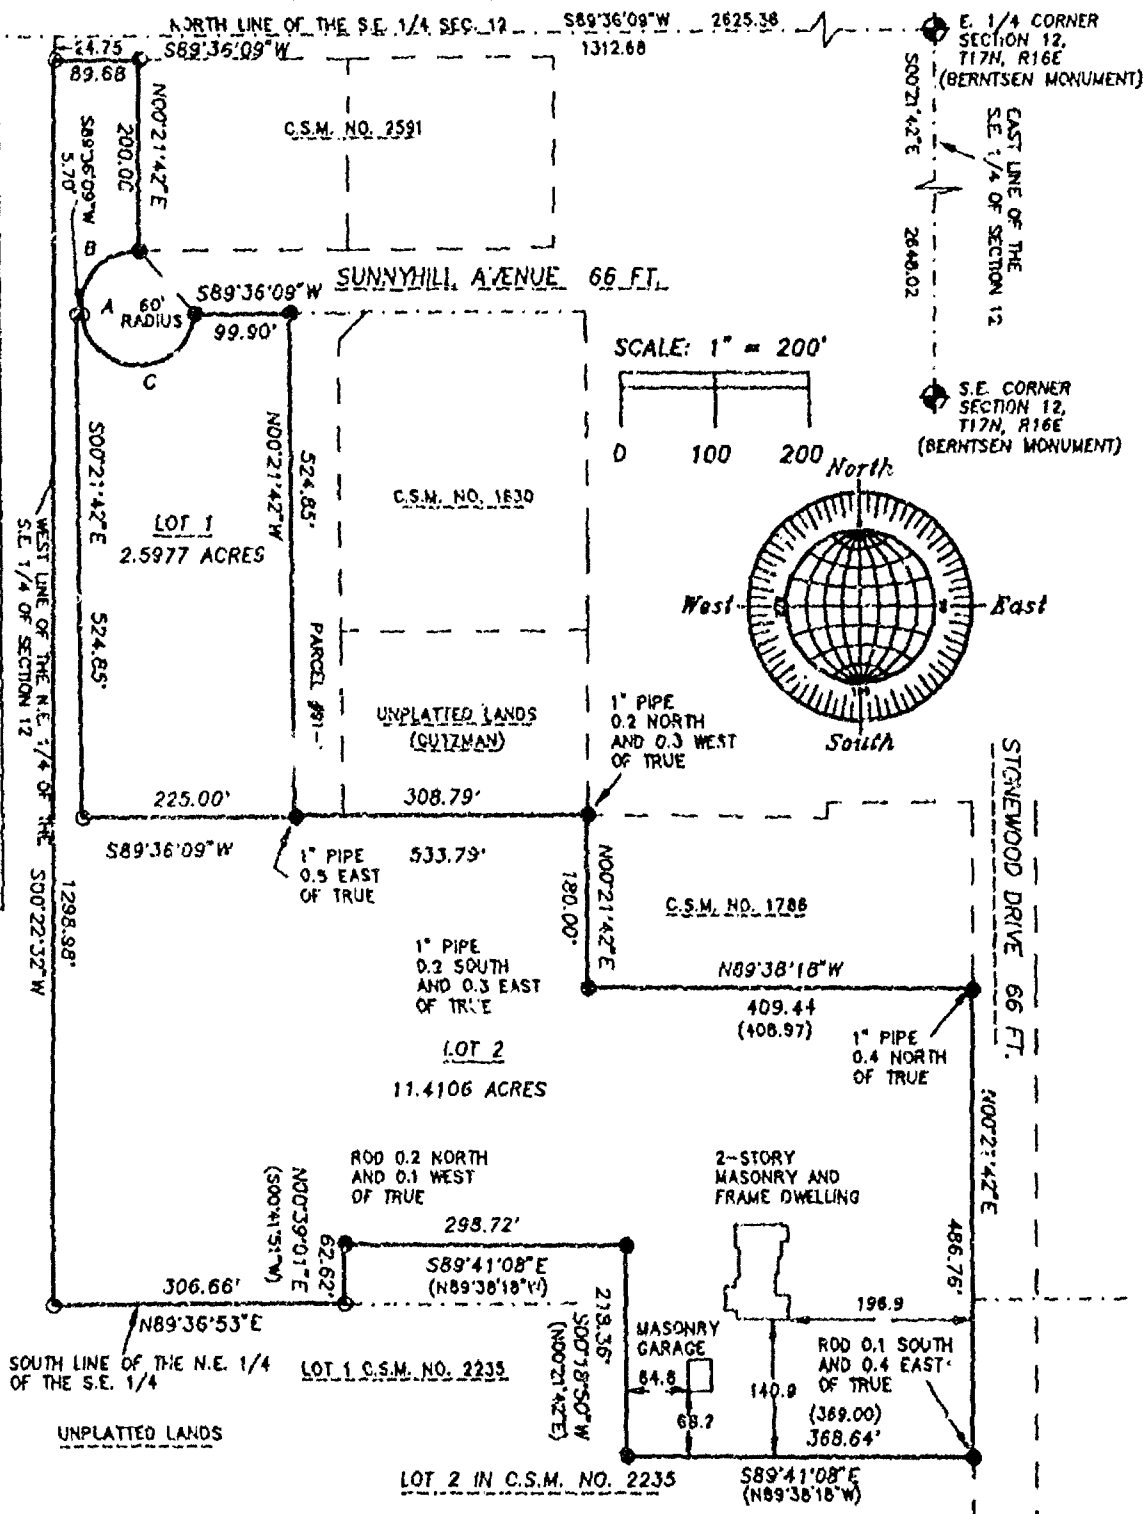 NORTH LINE OF THE S.E. 1/4 SEC. 12
S89°36'09"W 2625.36
24.75
S89°36'09"W
1312.68
89.68
E. 1/4 CORNER
SECTION 12,
T17N, R16E
(BERNTSEN MONUMENT)
N00°21'42"E
200.00
S89°36'09"W
5.70'
C.S.M. NO. 2591
S00°21'42"E
2648.02
EAST LINE OF THE
S.E. 1/4 OF SECTION 12
B
A
60'
RADIUS
C
S89°36'09"W
99.90'
SUNNYHILL AVENUE 66 FT.
SCALE: 1" = 200'
0 100 200
S.E. CORNER
SECTION 12,
T17N, R16E
(BERNTSEN MONUMENT)
North
West
East
South
S00°21'42"E
524.85'
LOT 1
2.5977 ACRES
N00°21'42"W
524.85'
PARCEL #91-
C.S.M. NO. 1830
UNPLATTED LANDS
(GUTZMAN)
WEST LINE OF THE N.E. 1/4 OF THE
S.E. 1/4 OF SECTION 12
S00°22'32"W
1298.98'
1" PIPE
0.2 NORTH
AND 0.3 WEST
OF TRUE
225.00'
S89°36'09"W
308.79'
533.79'
1" PIPE
0.5 EAST
OF TRUE
N00°21'42"E
180.00'
C.S.M. NO. 1786
STONEWOOD DRIVE 66 FT.
1" PIPE
0.2 SOUTH
AND 0.3 EAST
OF TRUE
N89°38'18"W
409.44
(408.97)
1" PIPE
0.4 NORTH
OF TRUE
LOT 2
11.4106 ACRES
N00°21'42"E
486.76'
ROD 0.2 NORTH
AND 0.1 WEST
OF TRUE
2-STORY
MASONRY AND
FRAME DWELLING
N00°39'01"E
(S00°41'51"W)
62.62'
298.72'
S89°41'08"E
(N89°38'18"W)
306.66'
N89°36'53"E
SOUTH LINE OF THE N.E. 1/4
OF THE S.E. 1/4
LOT 1 C.S.M. NO. 2235
UNPLATTED LANDS
S00°18'50"W
(N00°21'42"E)
MASONRY
GARAGE
64.8
68.2
140.9
196.9
ROD 0.1 SOUTH
AND 0.4 EAST
OF TRUE
(369.00)
368.64'
S89°41'08"E
(N89°38'18"W)
LOT 2 IN C.S.M. NO. 2235